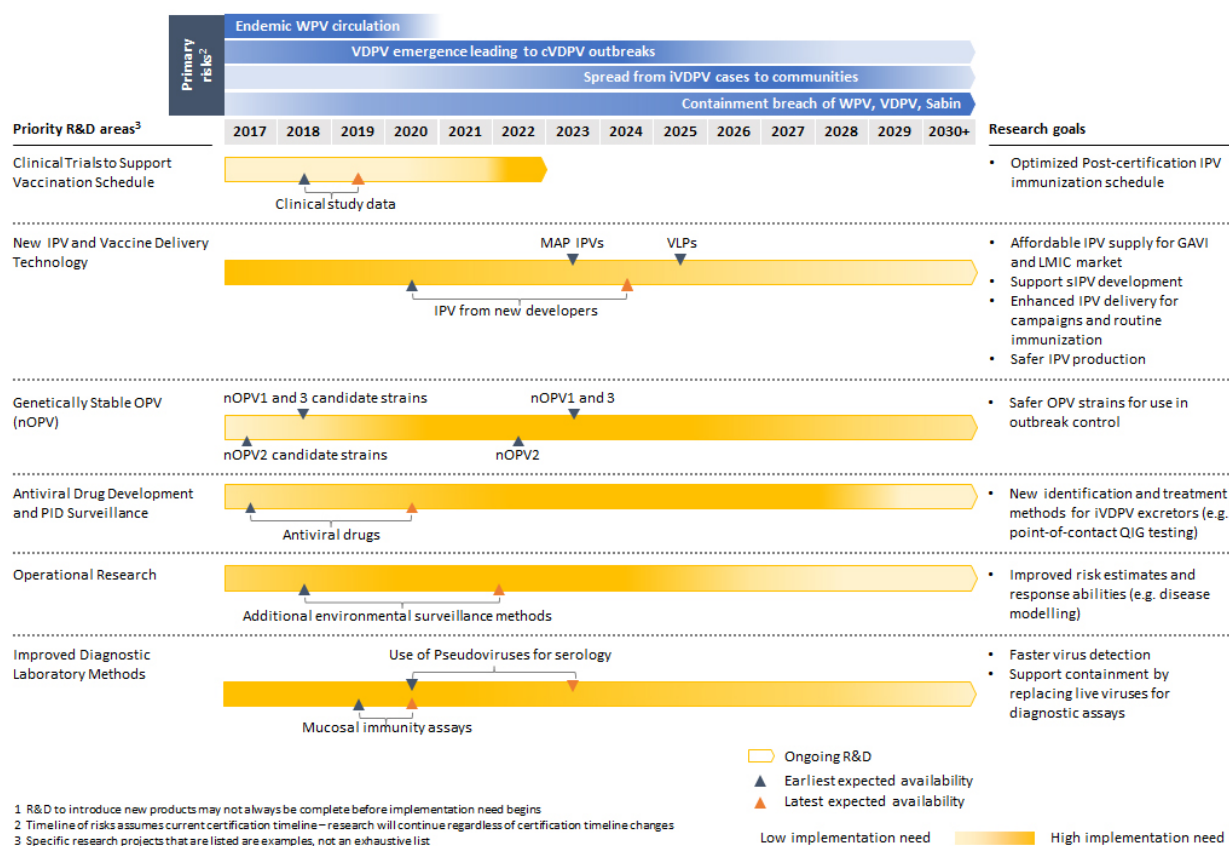 Primary
risks2
Endemic WPV circulation
VDPV emergence leading to cVDPV outbreaks
Spread from iVDPV cases to communities
Containment breach of WPV, VDPV, Sabin
Priority R&D areas3
2017 2018 2019 2020 2021 2022 2023 2024 2025 2026 2027 2028 2029 2030+
Research goals
Clinical Trials to Support
Vaccination Schedule
Clinical study data
• Optimized Post-certification IPV
immunization schedule
New IPV and Vaccine Delivery
Technology
MAP IPVs
VLPs
IPV from new developers
• Affordable IPV supply for GAVI
and LMIC market
• Support sIPV development
• Enhanced IPV delivery for
campaigns and routine
immunization
• Safer IPV production
Genetically Stable OPV
(nOPV)
nOPV1 and 3 candidate strains
nOPV1 and 3
nOPV2 candidate strains
nOPV2
• Safer OPV strains for use in
outbreak control
Antiviral Drug Development
and PID Surveillance
Antiviral drugs
• New identification and treatment
methods for iVDPV excretors (e.g.
point-of-contact QIG testing)
Operational Research
Additional environmental surveillance methods
• Improved risk estimates and
response abilities (e.g. disease
modelling)
Improved Diagnostic
Laboratory Methods
Use of Pseudoviruses for serology
Mucosal immunity assays
• Faster virus detection
• Support containment by
replacing live viruses for
diagnostic assays
Ongoing R&D
Earliest expected availability
Latest expected availability
Low implementation need
High implementation need
1 R&D to introduce new products may not always be complete before implementation need begins
2 Timeline of risks assumes current certification timeline – research will continue regardless of certification timeline changes
3 Specific research projects that are listed are examples, not an exhaustive list